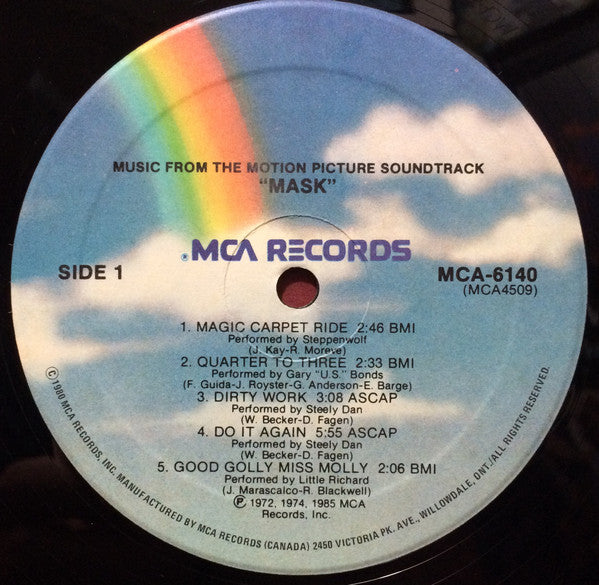 MUSIC FROM THE MOTION PICTURE SOUNDTRACK
"MASK"
®MCA RECORDS
SIDE 1
MCA-6140
(MCA4509)
1. MAGIC CARPET RIDE 2:46 BMI
Performed by Steppenwolf
(J. Kay-R. Moreve)
2. QUARTER TO THREE 2:33 BMI
Performed by Gary "U.S." Bonds
(F. Guida-J. Royster-G. Anderson-E. Barge)
3. DIRTY WORK 3:08 ASCAP
Performed by Steely Dan
(W. Becker-D. Fagen)
4. DO IT AGAIN 5:55 ASCAP
Performed by Steely Dan
(W. Becker-D. Fagen)
5. GOOD GOLLY MISS MOLLY 2:06 BMI
Performed by Little Richard
(J. Marascalco-R. Blackwell)
℗ 1972, 1974, 1985 MCA
Records, Inc.
©1980 MCA RECORDS, INC. MANUFACTURED BY MCA RECORDS (CANADA) 2450 VICTORIA PK. AVE., WILLOWDALE, ONT./ALL RIGHTS RESERVED.